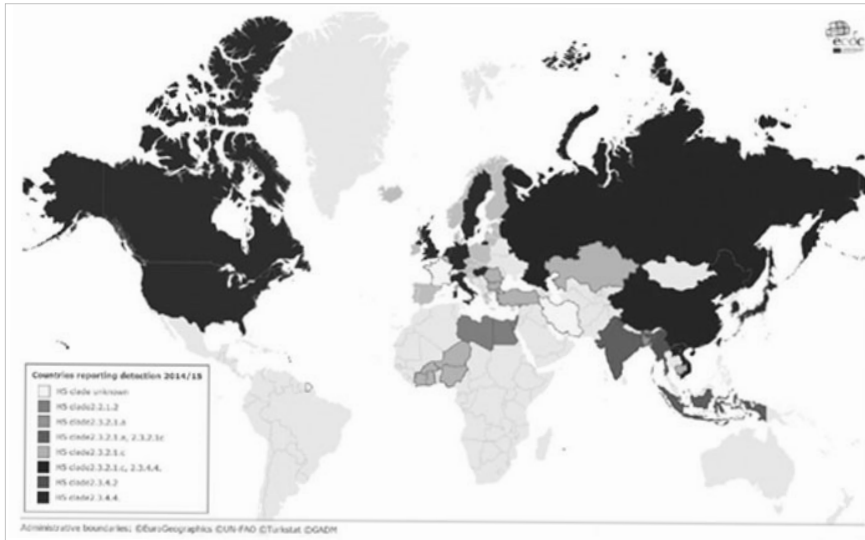 ecdc
Countries reporting detection 2014/15
H5 clade unknown
H5 clade2.2.1.2
H5 clade2.3.2.1.a
H5 clade2.3.2.1.a, 2.3.2.1c
H5 clade2.3.2.1.c
H5 clade2.3.2.1.c, 2.3.4.4.
H5 clade2.3.4.2
H5 clade2.3.4.4.
Administrative boundaries: ©EuroGeographics ©UN-FAO ©Turkstat ©GADM